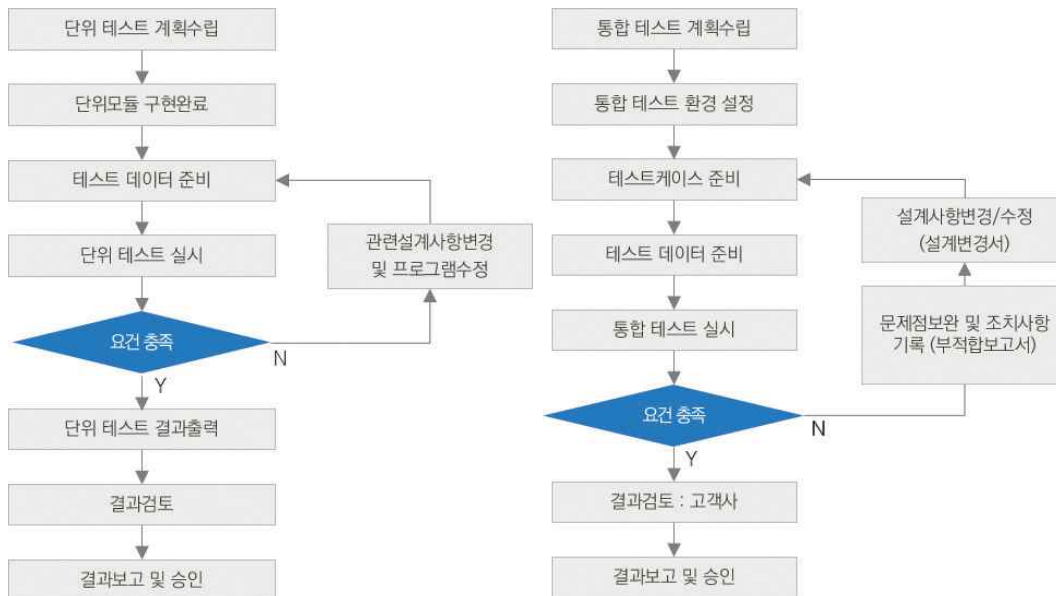 단위 테스트 계획수립
단위모듈 구현완료
테스트 데이터 준비
단위 테스트 실시
관련설계사항변경
및 프로그램수정
요건 충족
N
Y
단위 테스트 결과출력
결과검토
결과보고 및 승인
통합 테스트 계획수립
통합 테스트 환경 설정
테스트케이스 준비
테스트 데이터 준비
통합 테스트 실시
설계사항변경/수정
(설계변경서)
문제점보완 및 조치사항
기록 (부적합보고서)
요건 충족
N
Y
결과검토 : 고객사
결과보고 및 승인